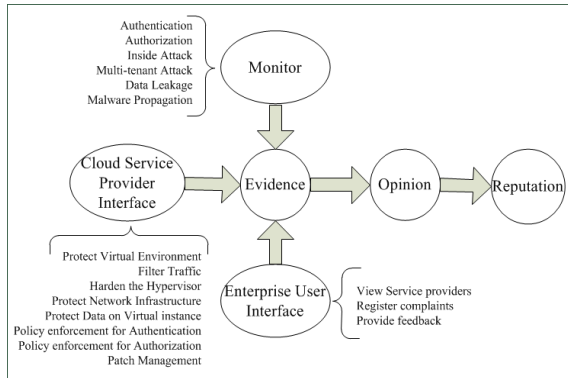 Authentication
Authorization
Inside Attack
Multi-tenant Attack
Data Leakage
Malware Propagation
Monitor
Cloud Service
Provider
Interface
Evidence
Opinion
Reputation
Protect Virtual Environment
Filter Traffic
Harden the Hypervisor
Protect Network Infrastructure
Protect Data on Virtual instance
Policy enforcement for Authentication
Policy enforcement for Authorization
Patch Management
Enterprise User
Interface
View Service providers
Register complaints
Provide feedback